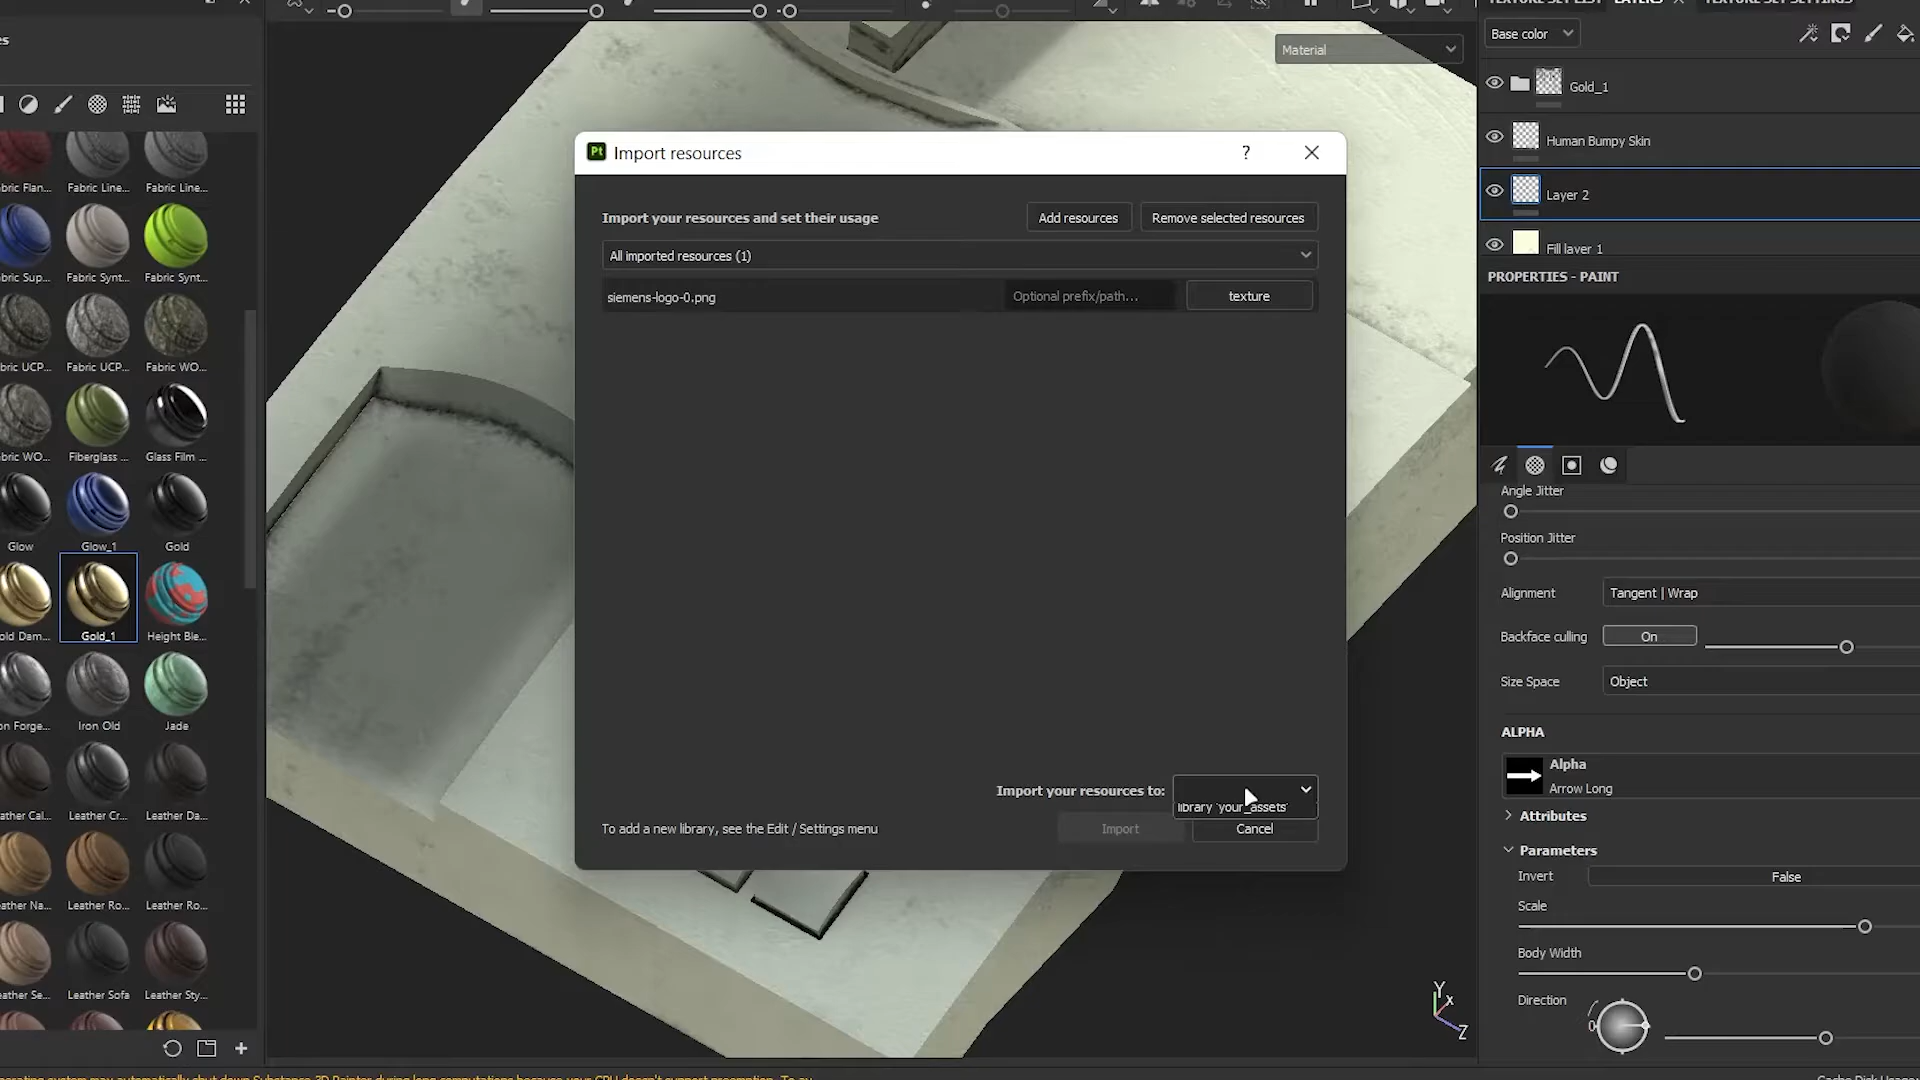 Material
Base color
Gold_1
Human Bumpy Skin
Layer 2
Fill layer 1
PROPERTIES - PAINT
Import resources
?
Import your resources and set their usage
Add resources
Remove selected resources
All imported resources (1)
siemens-logo-0.png
Optional prefix/path...
texture
Import your resources to:
library 'your_assets'
To add a new library, see the Edit / Settings menu
Import
Cancel
Fabric Line...
Fabric Line...
Fabric Synt...
Fabric Synt...
Fabric UCP...
Fabric WO...
Fiberglass ...
Glass Film ...
Glow
Glow_1
Gold
Gold_1
Height Ble...
Iron Old
Jade
Leather Cr...
Leather Da...
Leather Ro...
Leather Ro...
Leather Sofa
Leather Sty...
Angle Jitter
Position Jitter
Alignment
Tangent | Wrap
Backface culling
On
Size Space
Object
ALPHA
Alpha
Arrow Long
Attributes
Parameters
Invert
False
Scale
Body Width
Direction
0
Y
X
Z